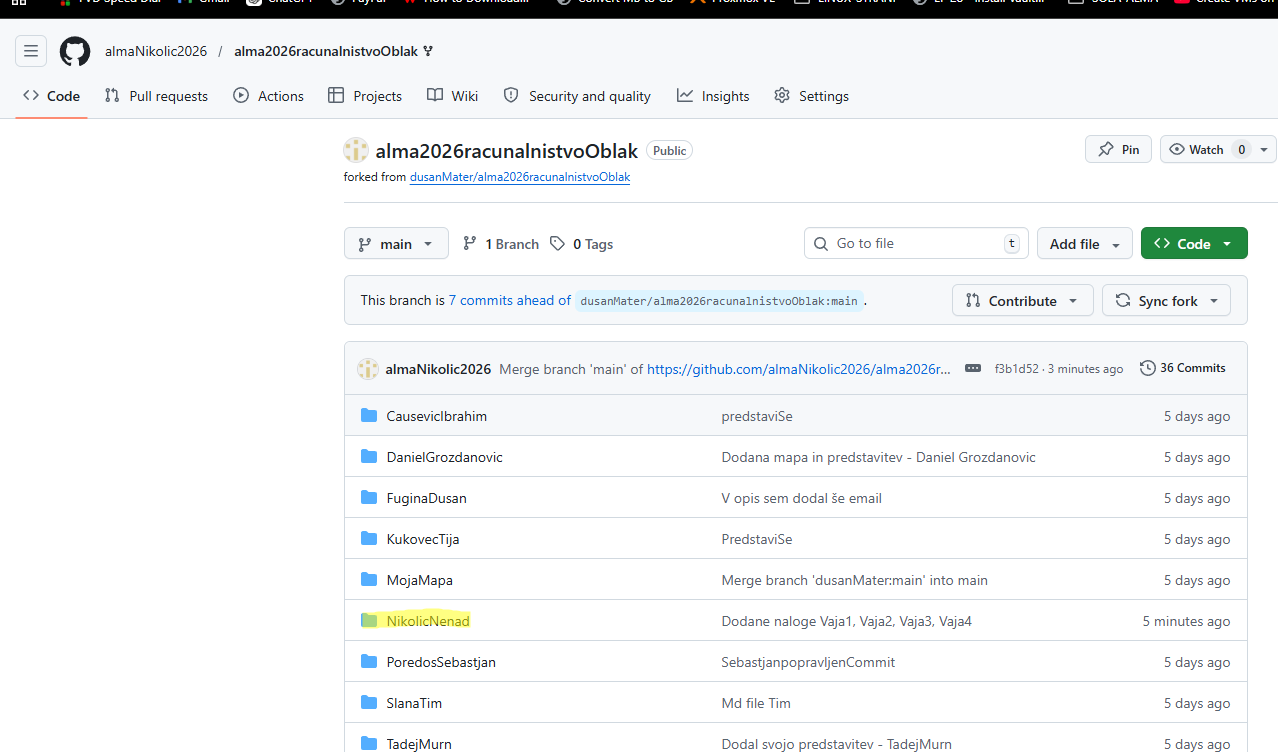 almaNikolic2026 / alma2026racunalnistvoOblak
Code Pull requests Actions Projects Wiki Security and quality Insights Settings
alma2026racunalnistvoOblak Public
Pin Watch 0
forked from dusanMater/alma2026racunalnistvoOblak
main 1 Branch 0 Tags Go to file t Add file Code
This branch is 7 commits ahead of dusanMater/alma2026racunalnistvoOblak:main . Contribute Sync fork
almaNikolic2026 Merge branch 'main' of https://github.com/almaNikolic2026/alma2026r... f3b1d52 · 3 minutes ago 36 Commits
CausevicIbrahim predstaviSe 5 days ago
DanielGrozdanovic Dodana mapa in predstavitev - Daniel Grozdanovic 5 days ago
FuginaDusan V opis sem dodal še email 5 days ago
KukovecTija PredstaviSe 5 days ago
MojaMapa Merge branch 'dusanMater:main' into main 5 days ago
NikolicNenad Dodane naloge Vaja1, Vaja2, Vaja3, Vaja4 5 minutes ago
PoredosSebastjan SebastjanpopravljenCommit 5 days ago
SlanaTim Md file Tim 5 days ago
TadejMurn Dodal svojo predstavitev - TadejMurn 5 days ago